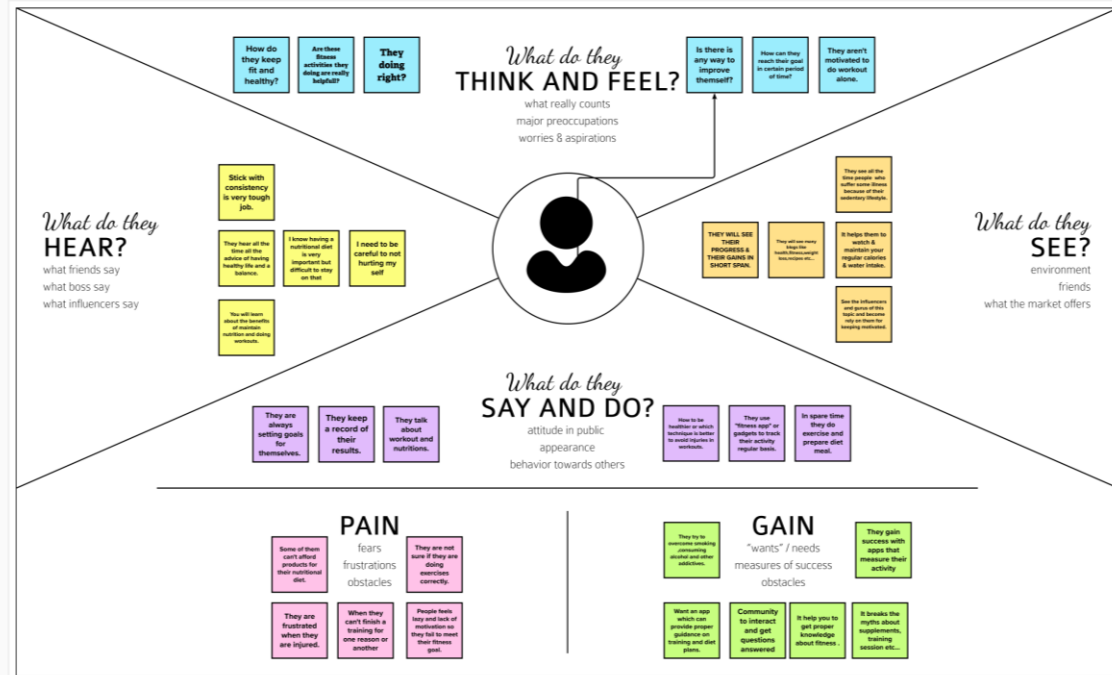 How do
they keep
fit and
healthy?
Are these
fitness
activities they
doing are really
helpfull?
They
doing
right?
What do they
THINK AND FEEL?
what really counts
major preoccupations
worries & aspirations
Is there is
any way to
improve
themself?
How can they
reach their goal
in certain period
of time?
They aren't
motivated to
do workout
alone.
What do they
HEAR?
what friends say
what boss say
what influencers say
Stick with
consistency
is very tough
job.
They hear all the
time all the
advice of having
healthy life and a
balance.
I know having a
nutritional diet
is very
important but
difficult to stay
on that
I need to be
careful to not
hurting my
self
You will learn
about the benefits
of maintain
nutrition and doing
workouts.
They see all the
time people who
suffer some illness
because of their
sedentary lifestyle.
THEY WILL SEE
THEIR
PROGRESS &
THEIR GAINS IN
SHORT SPAN.
They will see many
blogs like
health,fitness,weight
loss,recipes etc...
It helps them to
watch &
maintain your
regular calories
& water intake.
See the influencers
and gurus of this
topic and become
rely on them for
keeping motivated.
What do they
SEE?
environment
friends
what the market offers
What do they
SAY AND DO?
attitude in public
appearance
behavior towards others
They are
always
setting goals
for
themselves.
They keep
a record of
their
results.
They talk
about
workout and
nutritions.
How to be
healthier or which
technique is better
to avoid injuries in
workouts.
They use
"fitness app" or
gadgets to track
their activity
regular basis.
In spare time
they do
exercise and
prepare diet
meal.
PAIN
fears
frustrations
obstacles
Some of them
can't afford
products for
their nutritional
diet.
They are not
sure if they are
doing
exercises
correctly.
They are
frustrated
when they
are injured.
When they
can't finish a
training for
one reason or
another
People feels
lazy and lack of
motivation so
they fail to meet
their fitness
goal.
GAIN
"wants" / needs
measures of success
obstacles
They try to
overcome smoking
,consuming
alcohol and other
addictives.
They gain
success with
apps that
measure their
activity
Want an app
which can
provide proper
guidance on
training and diet
plans.
Community
to interact
and get
questions
answered
It help you to
get proper
knowledge
about fitness .
It breaks the
myths about
supplements,
training
session etc...